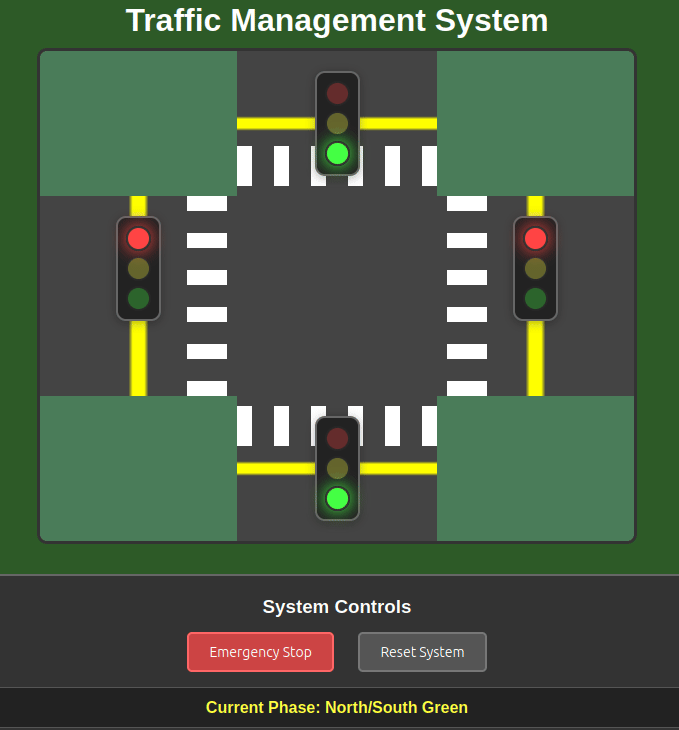 Traffic Management System
System Controls
Emergency Stop
Reset System
Current Phase: North/South Green